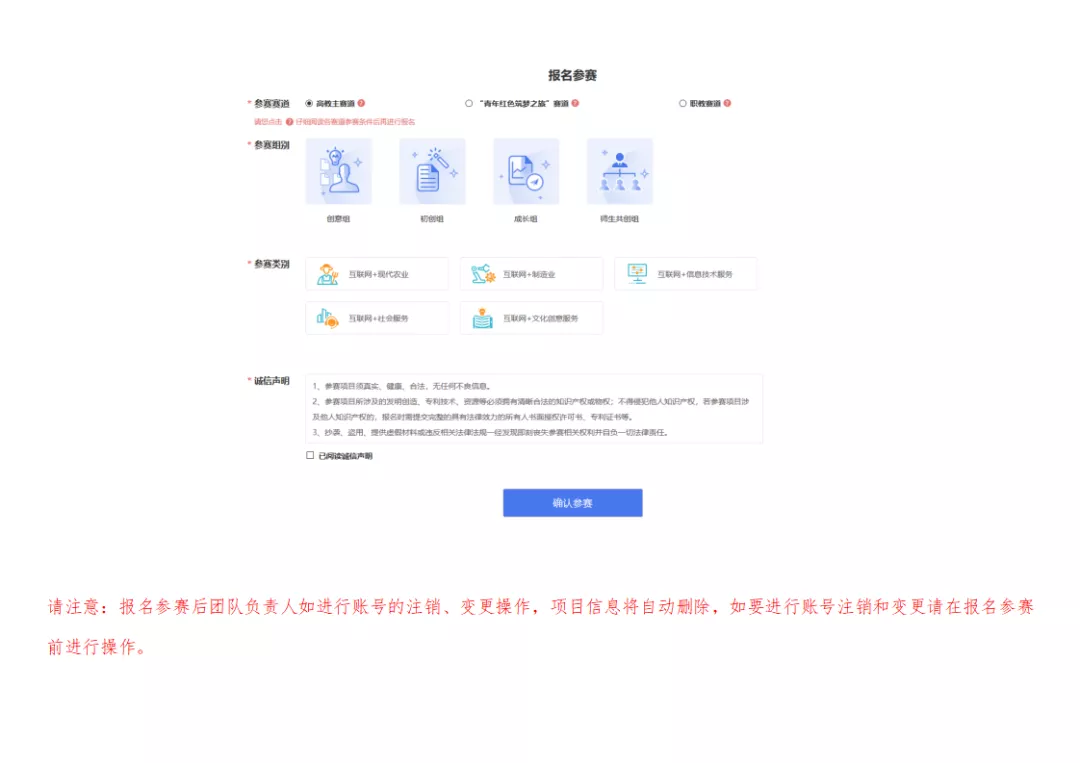 报名参赛
* 参赛赛道 高教主赛道 ? "青年红色筑梦之旅" 赛道 ? 职教赛道 ?
请您点击 ? 仔细阅读各赛道参赛条件后再进行报名
* 参赛组别
创意组 初创组 成长组 师生共创组
* 参赛类别 互联网+现代农业 互联网+制造业 互联网+信息技术服务
互联网+社会服务 互联网+文化创意服务
* 诚信声明
1、参赛项目须真实、健康、合法，无任何不良信息。
2、参赛项目所涉及的发明创造、专利技术、资源等必须拥有清晰合法的知识产权或物权；不得侵犯他人知识产权，若参赛项目涉
及他人知识产权的，报名时需提交完整的具有法律效力的所有人书面授权许可书、专利证书等。
3、抄袭、盗用、提供虚假材料或违反相关法律法规一经发现即刻丧失参赛相关权利并自负一切法律责任。
已阅读诚信声明
确认参赛
请注意：报名参赛后团队负责人如进行账号的注销、变更操作，项目信息将自动删除，如要进行账号注销和变更请在报名参赛
前进行操作。